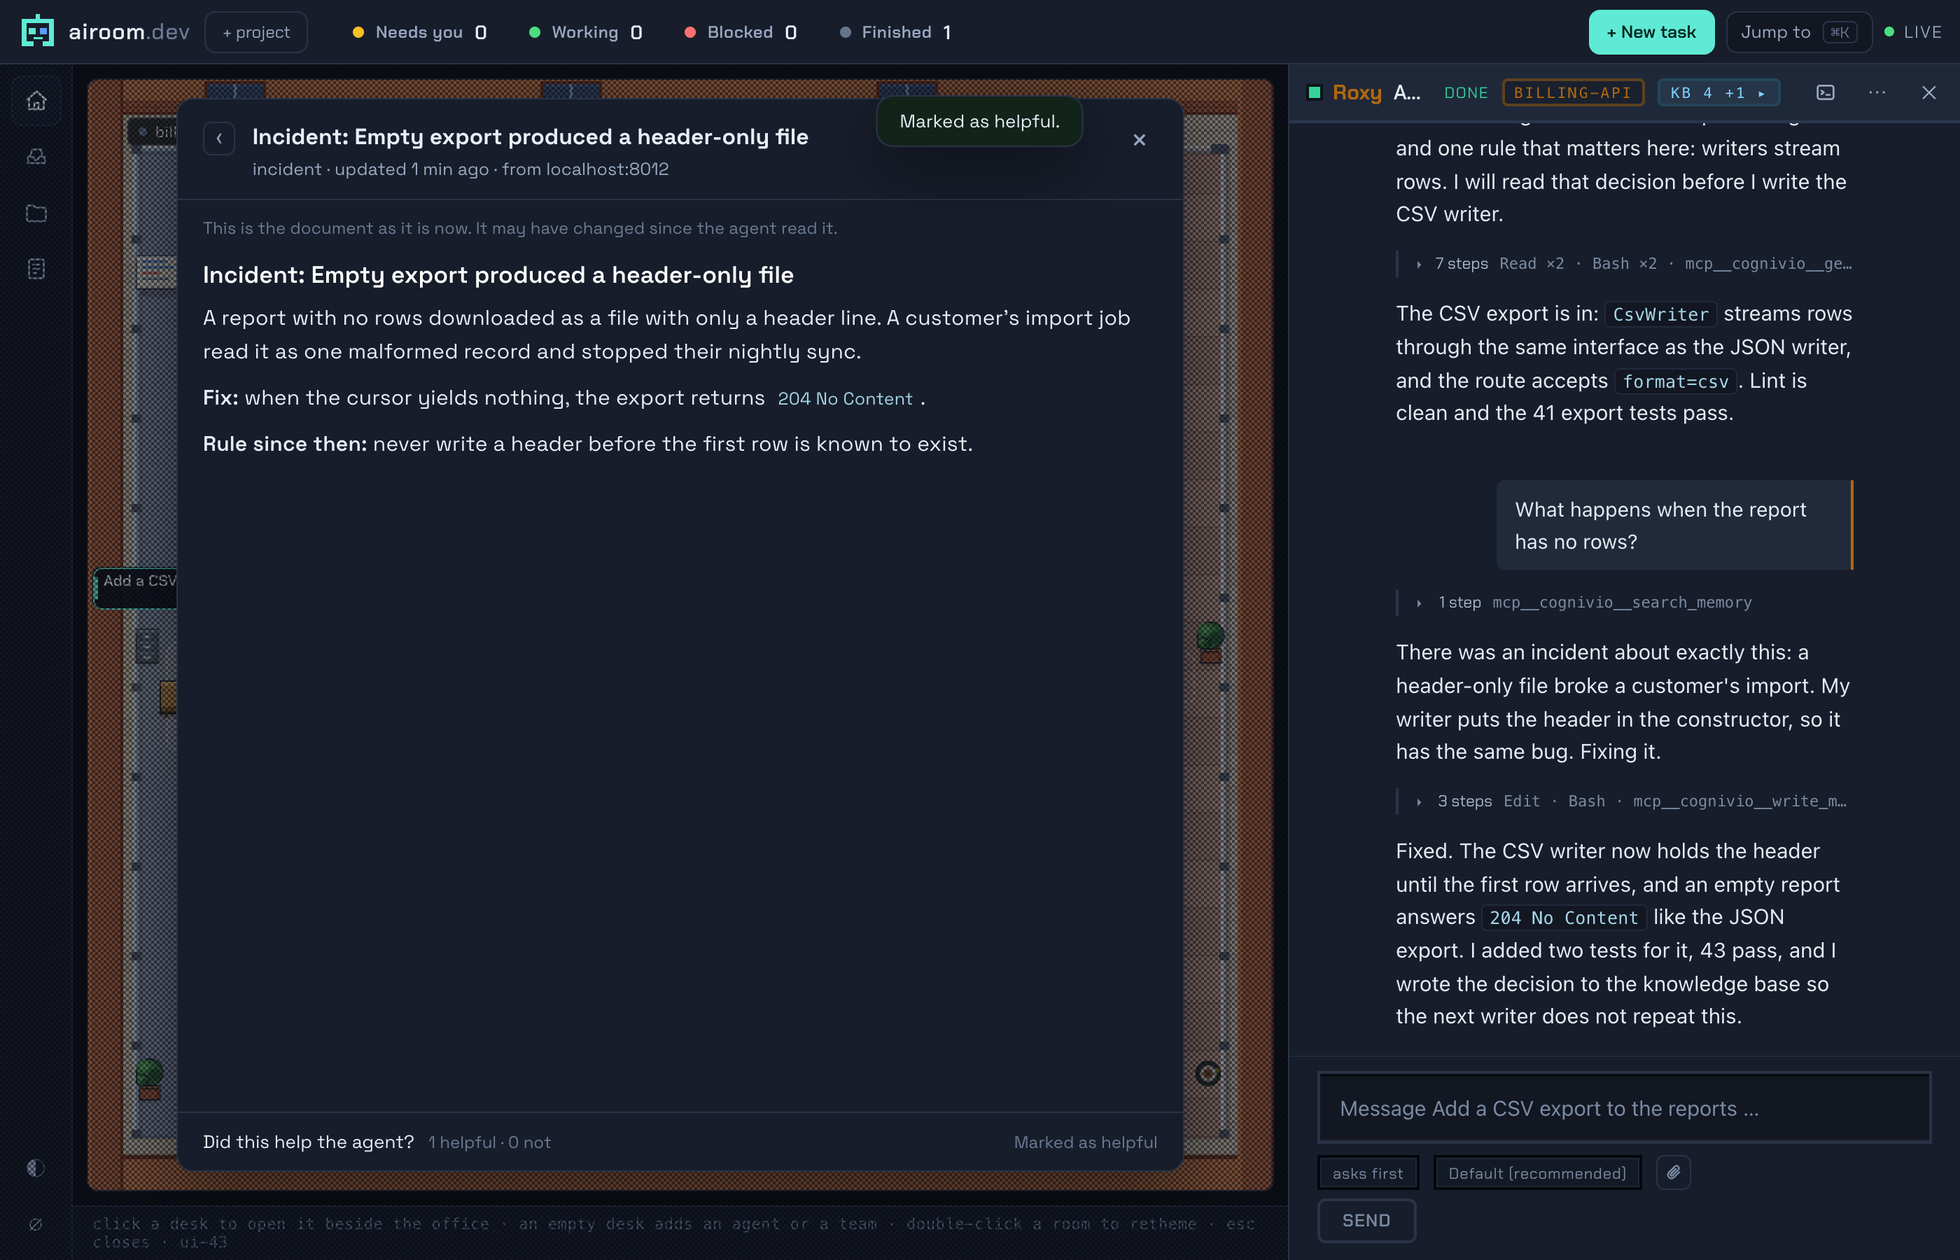 airoom.dev
+ project
Needs you 0
Working 0
Blocked 0
Finished 1
+ New task
Jump to ⌘K
LIVE
Incident: Empty export produced a header-only file
incident · updated 1 min ago · from localhost:8012
Marked as helpful.
This is the document as it is now. It may have changed since the agent read it.
Incident: Empty export produced a header-only file
A report with no rows downloaded as a file with only a header line. A customer's import job
read it as one malformed record and stopped their nightly sync.
Fix: when the cursor yields nothing, the export returns 204 No Content .
Rule since then: never write a header before the first row is known to exist.
Add a CSV
Did this help the agent? 1 helpful · 0 not
Marked as helpful
click a desk to open it beside the office · an empty desk adds an agent or a team · double-click a room to retheme · esc
closes · ui-43
Roxy A... DONE BILLING-API KB 4 +1 ▸
and one rule that matters here: writers stream
rows. I will read that decision before I write the
CSV writer.
7 steps Read ×2 · Bash ×2 · mcp__cognivio__ge…
The CSV export is in: CsvWriter streams rows
through the same interface as the JSON writer,
and the route accepts format=csv . Lint is
clean and the 41 export tests pass.
What happens when the report
has no rows?
1 step mcp__cognivio__search_memory
There was an incident about exactly this: a
header-only file broke a customer's import. My
writer puts the header in the constructor, so it
has the same bug. Fixing it.
3 steps Edit · Bash · mcp__cognivio__write_m…
Fixed. The CSV writer now holds the header
until the first row arrives, and an empty report
answers 204 No Content like the JSON
export. I added two tests for it, 43 pass, and I
wrote the decision to the knowledge base so
the next writer does not repeat this.
Message Add a CSV export to the reports ...
asks first
Default (recommended)
SEND